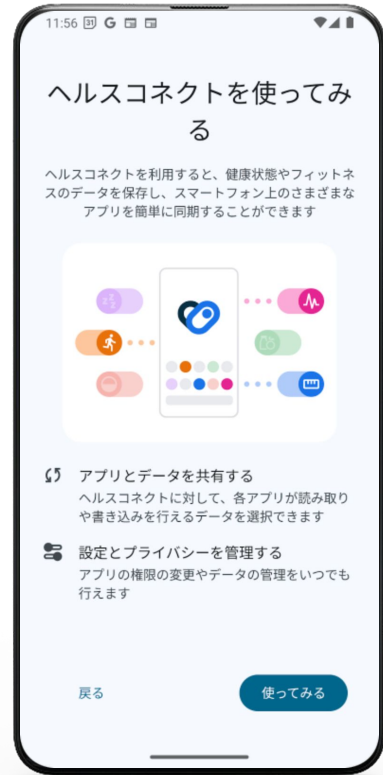 11:56 31 G
ヘルスコネクトを使ってみ
る
ヘルスコネクトを利用すると、健康状態やフィットネ
スのデータを保存し、スマートフォン上のさまざまな
アプリを簡単に同期することができます
アプリとデータを共有する
ヘルスコネクトに対して、各アプリが読み取り
や書き込みを行えるデータを選択できます
設定とプライバシーを管理する
アプリの権限の変更やデータの管理をいつでも
行えます
戻る 使ってみる